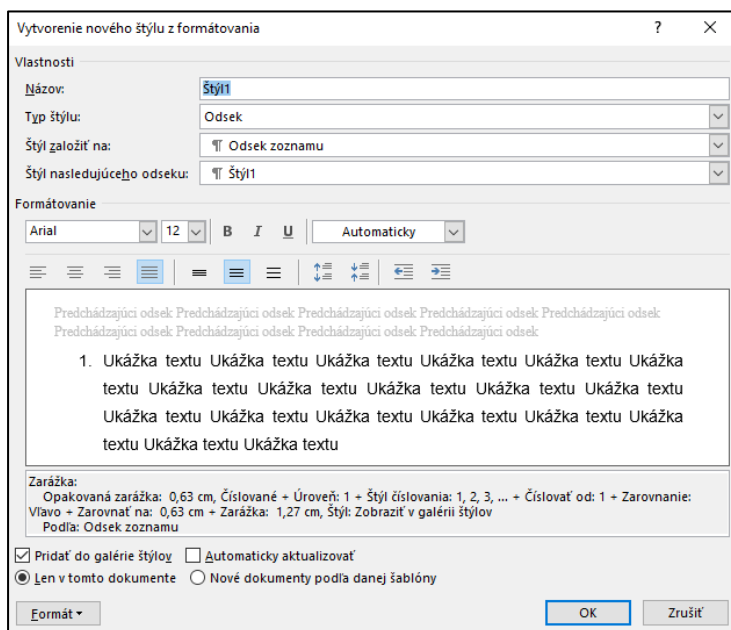 Vytvorenie nového štýlu z formátovania
Vlastnosti
Názov: Štýl1
Typ štýlu: Odsek
Štýl založiť na: ¶ Odsek zoznamu
Štýl nasledujúceho odseku: ¶ Štýl1
Formátovanie
Arial 12 B I U Automaticky
Predchádzajúci odsek Predchádzajúci odsek Predchádzajúci odsek Predchádzajúci odsek Predchádzajúci odsek
Predchádzajúci odsek Predchádzajúci odsek Predchádzajúci odsek Predchádzajúci odsek
1. Ukážka textu Ukážka textu Ukážka textu Ukážka textu Ukážka textu Ukážka
textu Ukážka textu Ukážka textu Ukážka textu Ukážka textu Ukážka textu
Ukážka textu Ukážka textu Ukážka textu Ukážka textu Ukážka textu Ukážka
textu Ukážka textu Ukážka textu
Zarážka:
Opakovaná zarážka: 0,63 cm, Číslované + Úroveň: 1 + Štýl číslovania: 1, 2, 3, ... + Číslovať od: 1 + Zarovnanie:
Vľavo + Zarovnať na: 0,63 cm + Zarážka: 1,27 cm, Štýl: Zobraziť v galérii štýlov
Podľa: Odsek zoznamu
Pridať do galérie štýlov Automaticky aktualizovať
Len v tomto dokumente Nové dokumenty podľa danej šablóny
Formát OK Zrušiť